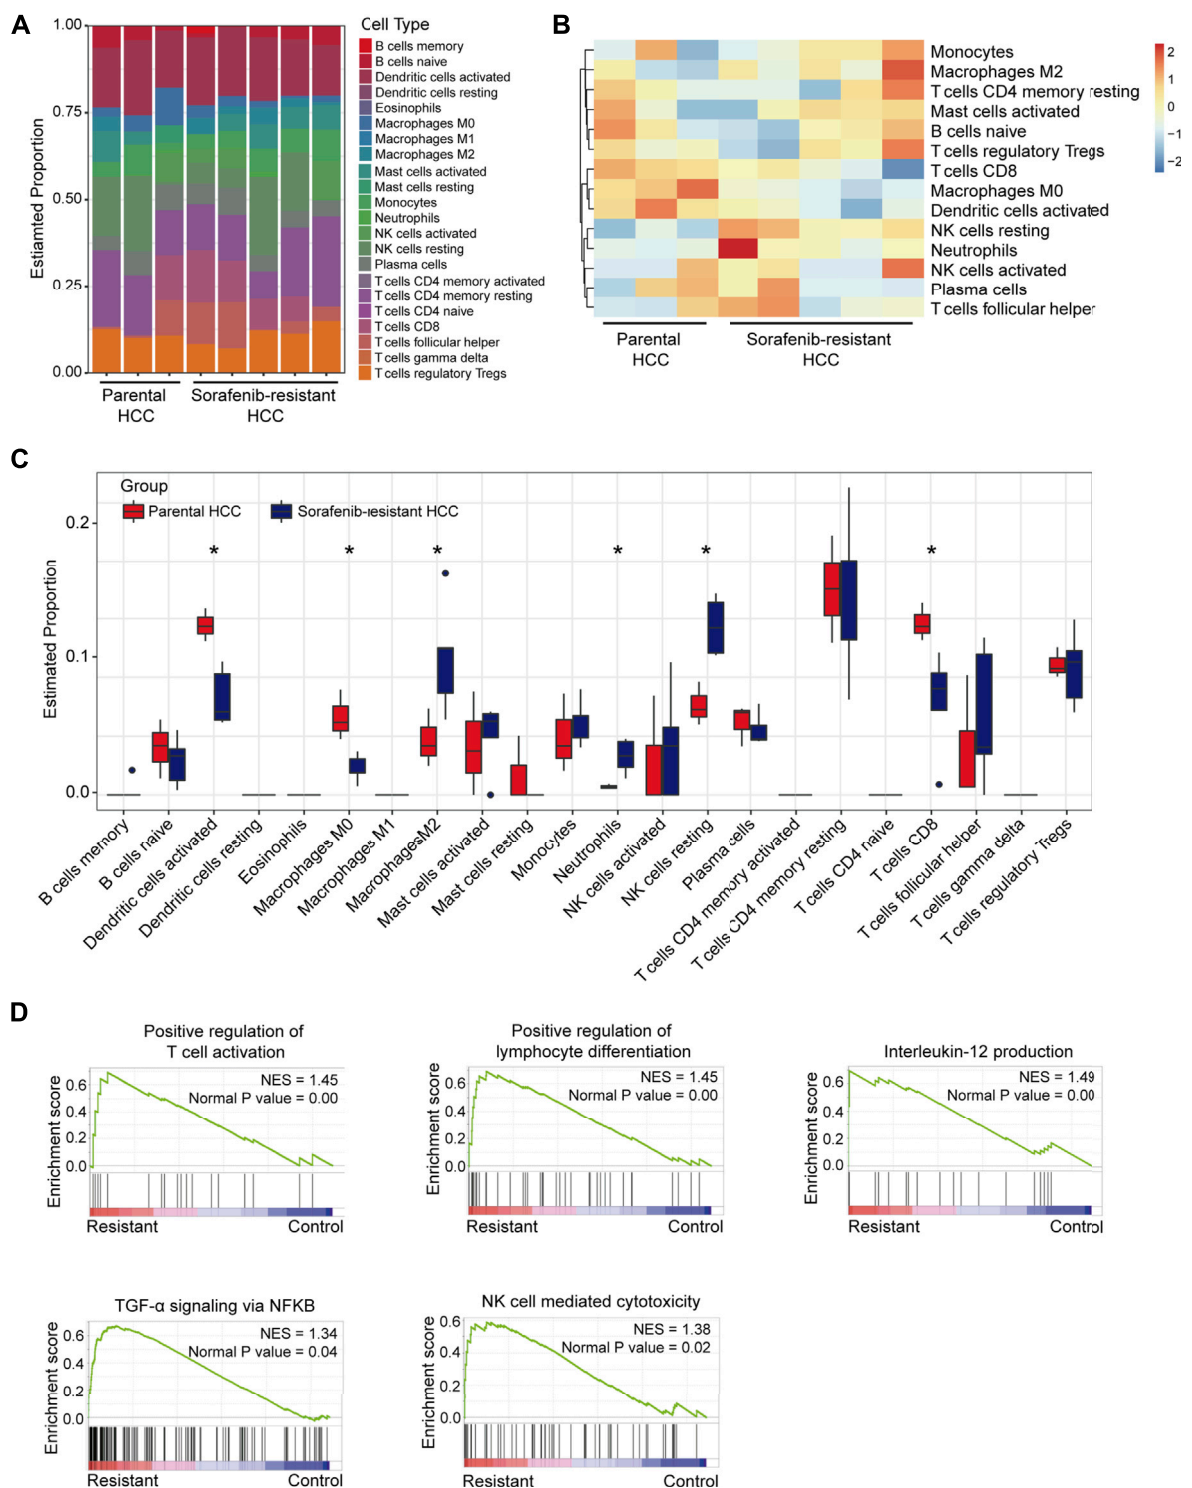 A
1.00
0.75
0.50
0.25
0.00
Estiamted Proportion
Parental
HCC
Sorafenib-resistant
HCC
Cell Type
B cells memory
B cells naive
Dendritic cells activated
Dendritic cells resting
Eosinophils
Macrophages M0
Macrophages M1
Macrophages M2
Mast cells activated
Mast cells resting
Monocytes
Neutrophils
NK cells activated
NK cells resting
Plasma cells
T cells CD4 memory activated
T cells CD4 memory resting
T cells CD4 naive
T cells CD8
T cells follicular helper
T cells gamma delta
T cells regulatory Tregs
B
Monocytes
Macrophages M2
T cells CD4 memory resting
Mast cells activated
B cells naive
T cells regulatory Tregs
T cells CD8
Macrophages M0
Dendritic cells activated
NK cells resting
Neutrophils
NK cells activated
Plasma cells
T cells follicular helper
2
1
0
−1
−2
Parental
HCC
Sorafenib-resistant
HCC
C
Group
Parental HCC
Sorafenib-resistant HCC
Estimated Proportion
0.2
0.1
0.0
* * * * * *
B cells memory
B cells naive
Dendritic cells activated
Dendritic cells resting
Eosinophils
Macrophages M0
Macrophages M1
MacrophagesM2
Mast cells activated
Mast cells resting
Monocytes
Neutrophils
NK cells activated
NK cells resting
Plasma cells
T cells CD4 memory activated
T cells CD4 memory resting
T cells CD4 naive
T cells CD8
T cells follicular helper
T cells gamma delta
T cells regulatory Tregs
D
Positive regulation of
T cell activation
NES = 1.45
Normal P value = 0.00
Enrichment score
0.6
0.4
0.2
0.0
Resistant
Control
Positive regulation of
lymphocyte differentiation
NES = 1.45
Normal P value = 0.00
Enrichment score
0.6
0.4
0.2
0.0
Resistant
Control
Interleukin-12 production
NES = 1.49
Normal P value = 0.00
Enrichment score
0.6
0.4
0.2
0.0
Resistant
Control
TGF-α signaling via NFKB
NES = 1.34
Normal P value = 0.04
Enrichment score
0.6
0.4
0.2
0.0
Resistant
Control
NK cell mediated cytotoxicity
NES = 1.38
Normal P value = 0.02
Enrichment score
0.6
0.4
0.2
0.0
Resistant
Control